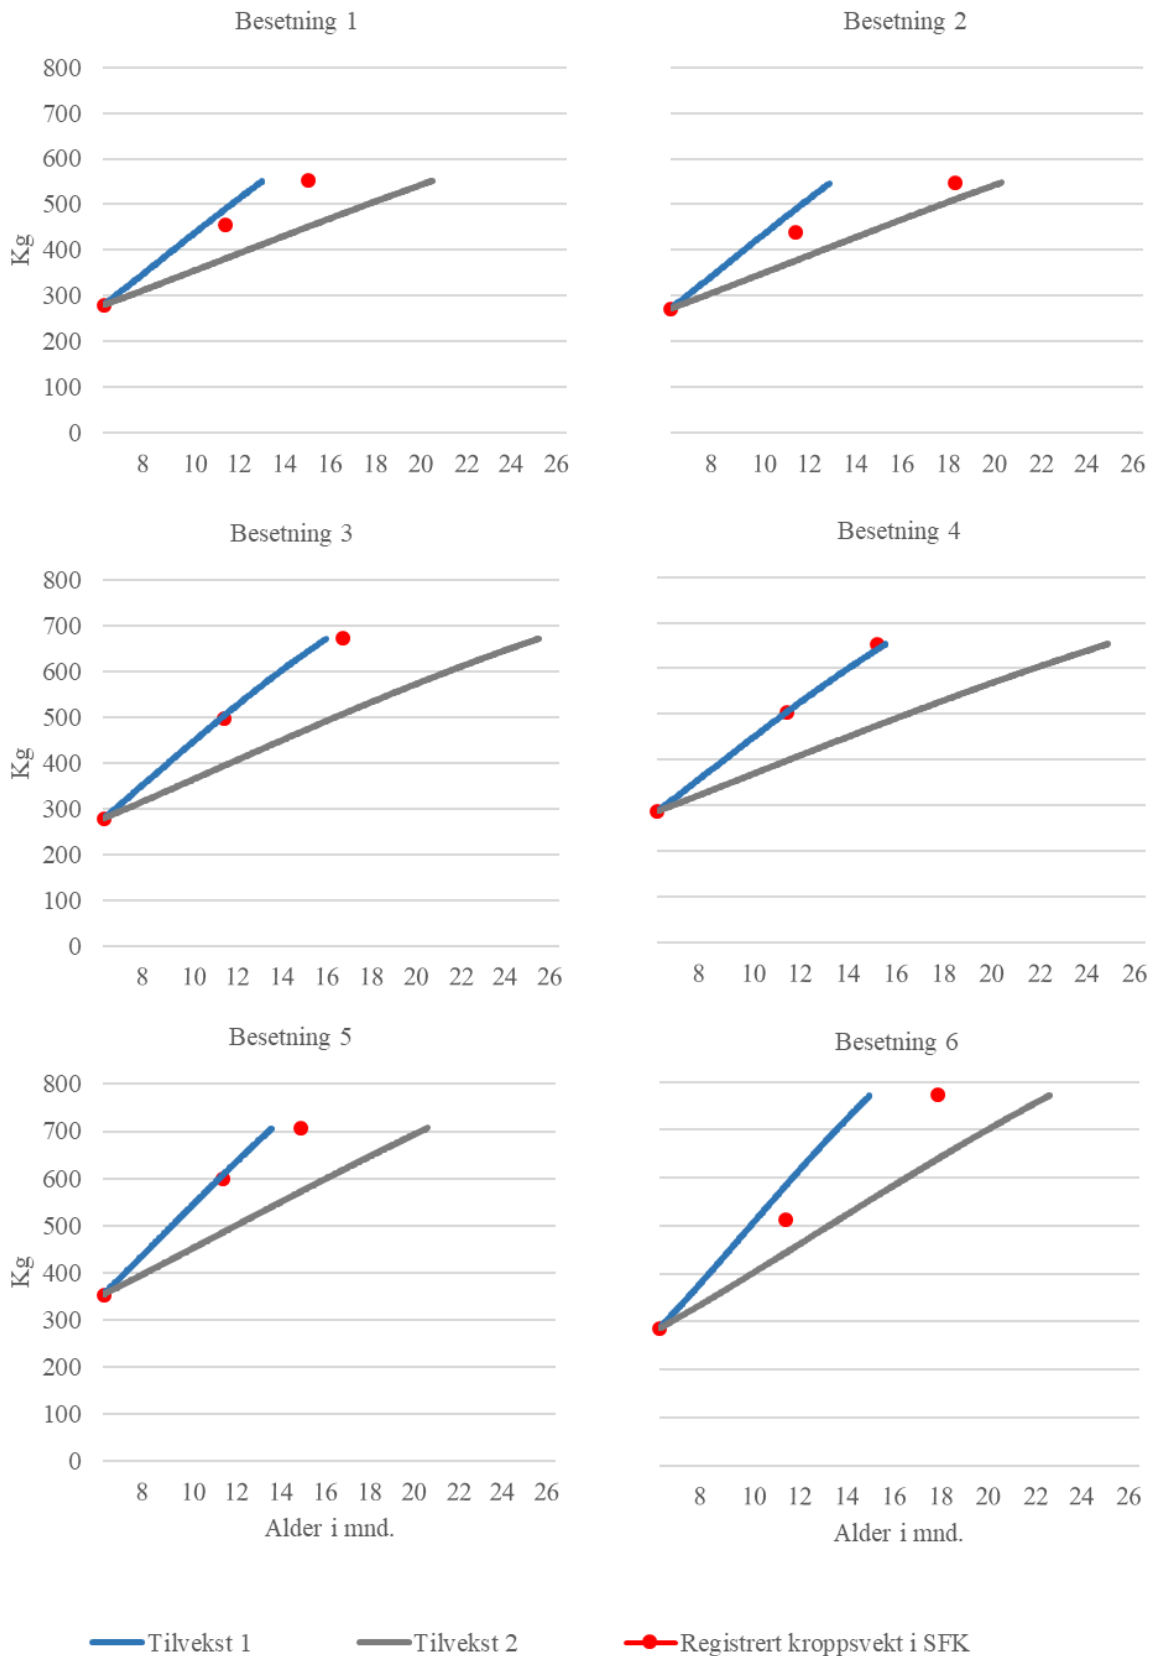 Besetning 1
Besetning 2
800
700
600
500
400
300
200
100
0
Kg
8 10 12 14 16 18 20 22 24 26
8 10 12 14 16 18 20 22 24 26
Besetning 3
Besetning 4
800
700
600
500
400
300
200
100
0
Kg
8 10 12 14 16 18 20 22 24 26
8 10 12 14 16 18 20 22 24 26
Besetning 5
Besetning 6
800
700
600
500
400
300
200
100
0
Kg
8 10 12 14 16 18 20 22 24 26
8 10 12 14 16 18 20 22 24 26
Alder i mnd.
Alder i mnd.
Tilvekst 1 Tilvekst 2 Registrert kroppsvekt i SFK